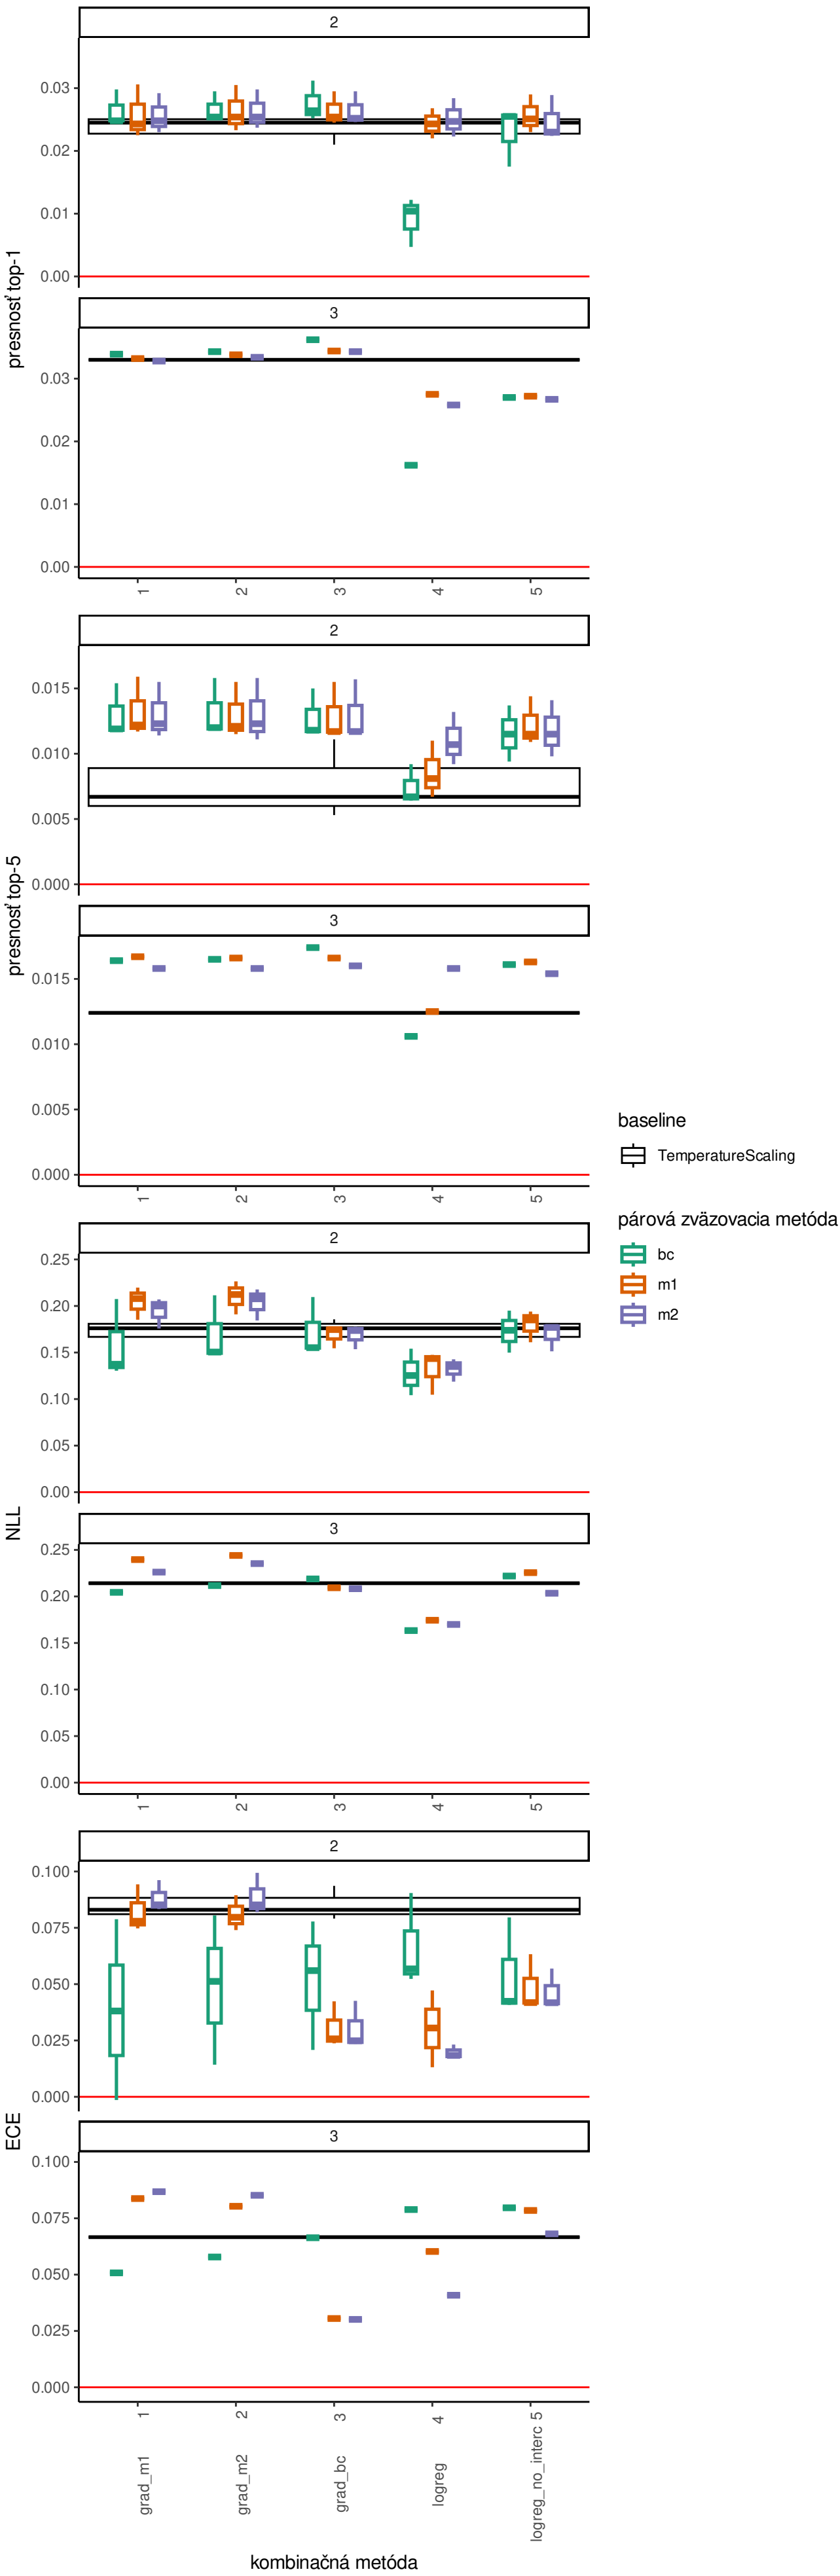 2
presnosť top-1
0.03
0.02
0.01
0.00
3
0.03
0.02
0.01
0.00
1 2 3 4 5
2
presnosť top-5
0.015
0.010
0.005
0.000
3
0.015
0.010
0.005
0.000
1 2 3 4 5
baseline
TemperatureScaling
párová zväzovacia metóda
bc
m1
m2
2
NLL
0.25
0.20
0.15
0.10
0.05
0.00
3
0.25
0.20
0.15
0.10
0.05
0.00
1 2 3 4 5
2
ECE
0.100
0.075
0.050
0.025
0.000
3
0.100
0.075
0.050
0.025
0.000
1 2 3 4 5
grad_m1 grad_m2 grad_bc logreg logreg_no_interc
kombinačná metóda